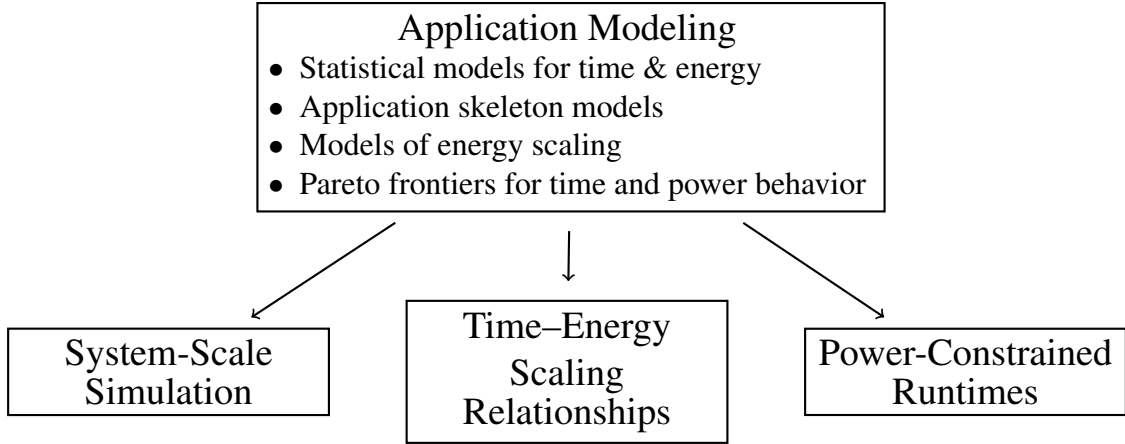 Application Modeling
• Statistical models for time & energy
• Application skeleton models
• Models of energy scaling
• Pareto frontiers for time and power behavior
System-Scale
Simulation
Time–Energy
Scaling
Relationships
Power-Constrained
Runtimes